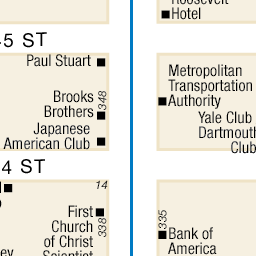 Roosevelt
Hotel
45 ST
Paul Stuart
Brooks
Brothers
348
Japanese
American Club
Metropolitan
Transportation
Authority
Yale Club
Dartmouth
Club
4 ST
14
First
Church
of Christ
Scientist
338
335
Bank of
America